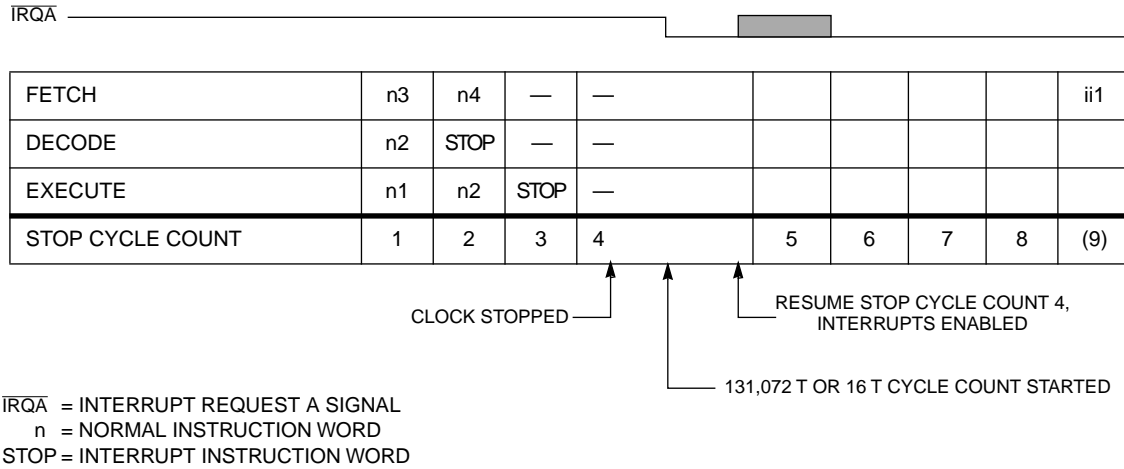 IRQA
FETCH n3 n4 — — ii1
DECODE n2 STOP — —
EXECUTE n1 n2 STOP —
STOP CYCLE COUNT 1 2 3 4 5 6 7 8 (9)
CLOCK STOPPED
RESUME STOP CYCLE COUNT 4,
INTERRUPTS ENABLED
131,072 T OR 16 T CYCLE COUNT STARTED
IRQA = INTERRUPT REQUEST A SIGNAL
n = NORMAL INSTRUCTION WORD
STOP = INTERRUPT INSTRUCTION WORD